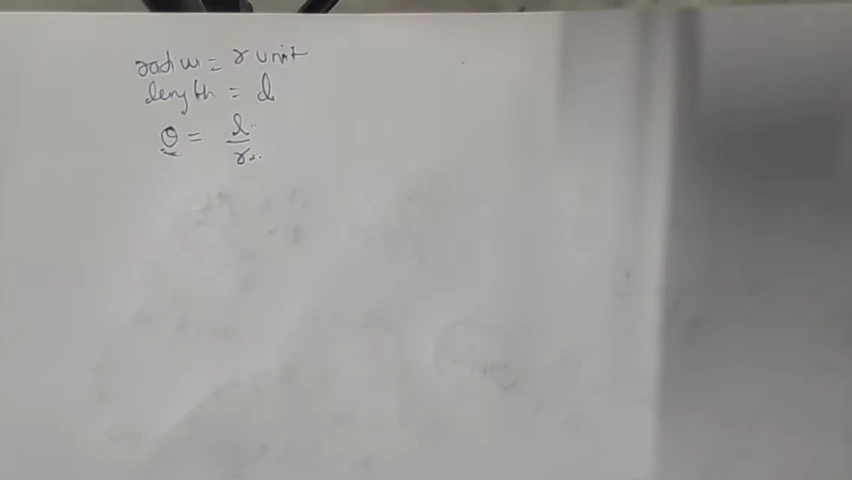 radius = r unit
length = l
θ = l/r